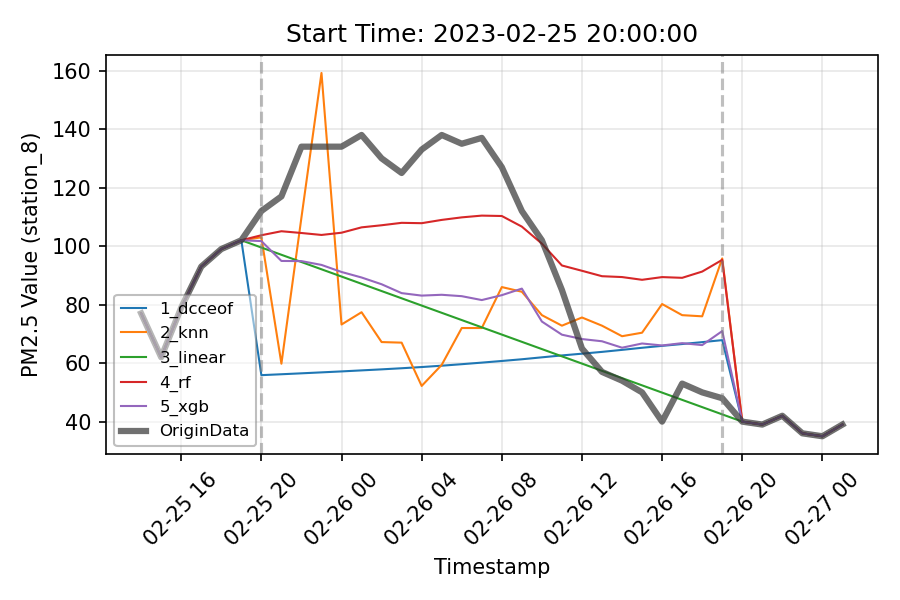 Start Time: 2023-02-25 20:00:00
PM2.5 Value (station_8)
160
140
120
100
80
60
40
1_dcceof
2_knn
3_linear
4_rf
5_xgb
OriginData
02-25 16
02-25 20
02-26 00
02-26 04
02-26 08
02-26 12
02-26 16
02-26 20
02-27 00
Timestamp